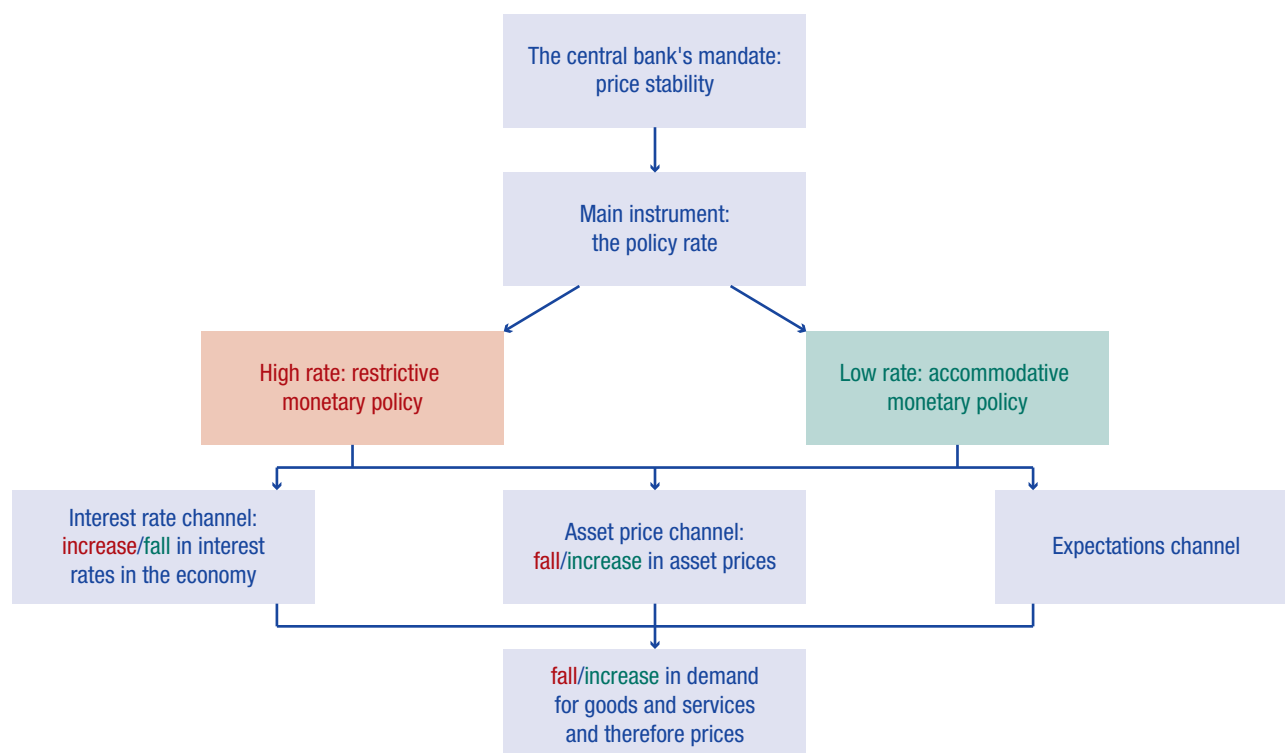 The central bank's mandate:
price stability
Main instrument:
the policy rate
High rate: restrictive
monetary policy
Low rate: accommodative
monetary policy
Interest rate channel:
increase/fall in interest
rates in the economy
Asset price channel:
fall/increase in asset prices
Expectations channel
fall/increase in demand
for goods and services
and therefore prices